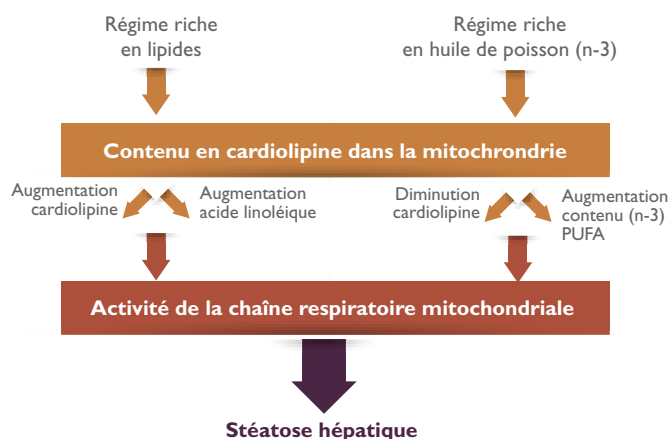 Régime riche
en lipides
Régime riche
en huile de poisson (n-3)
Contenu en cardiolipine dans la mitochrondrie
Augmentation
cardiolipine
Augmentation
acide linoléique
Diminution
cardiolipine
Augmentation
contenu (n-3)
PUFA
Activité de la chaîne respiratoire mitochondriale
Stéatose hépatique